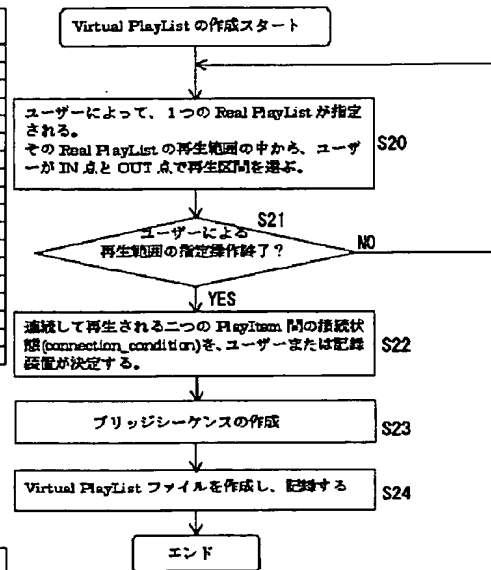 Virtual PlayList の作成スタート
ユーザーによって、1つの Real PlayList が指定
される。
その Real PlayList の再生範囲の中から、ユーザ
ーが IN 点と OUT 点で再生区間を選ぶ。
S20
S21
ユーザーによる
再生範囲の指定操作終了？
NO
YES
連続して再生される二つの PlayItem 間の接続状
態(connection_condition)を、ユーザーまたは記録
装置が決定する。
S22
ブリッジシーケンスの作成
S23
Virtual PlayList ファイルを作成し、記録する
S24
エンド